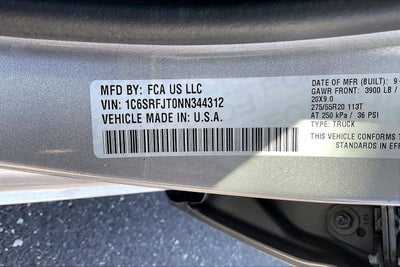 MFD BY: FCA US LLC
VIN: 1C6SRFJT0NN344312
VEHICLE MADE IN: U.S.A.
DATE OF MFR (BUILT): 9-
GAWR FRONT: 3900 LB /
20X9.0
275/55R20 113T
AT 250 kPa / 36 PSI
TYPE: TRUCK
THIS VEHICLE CONFORMS T
STANDARDS IN EFF